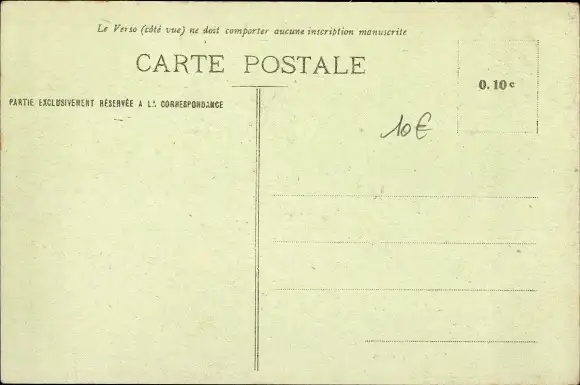 Le Verso (côté vue) ne doit comporter aucune inscription manuscrite
CARTE POSTALE
0.10 c
PARTIE EXCLUSIVEMENT RÉSERVÉE A LA CORRESPONDANCE
10€